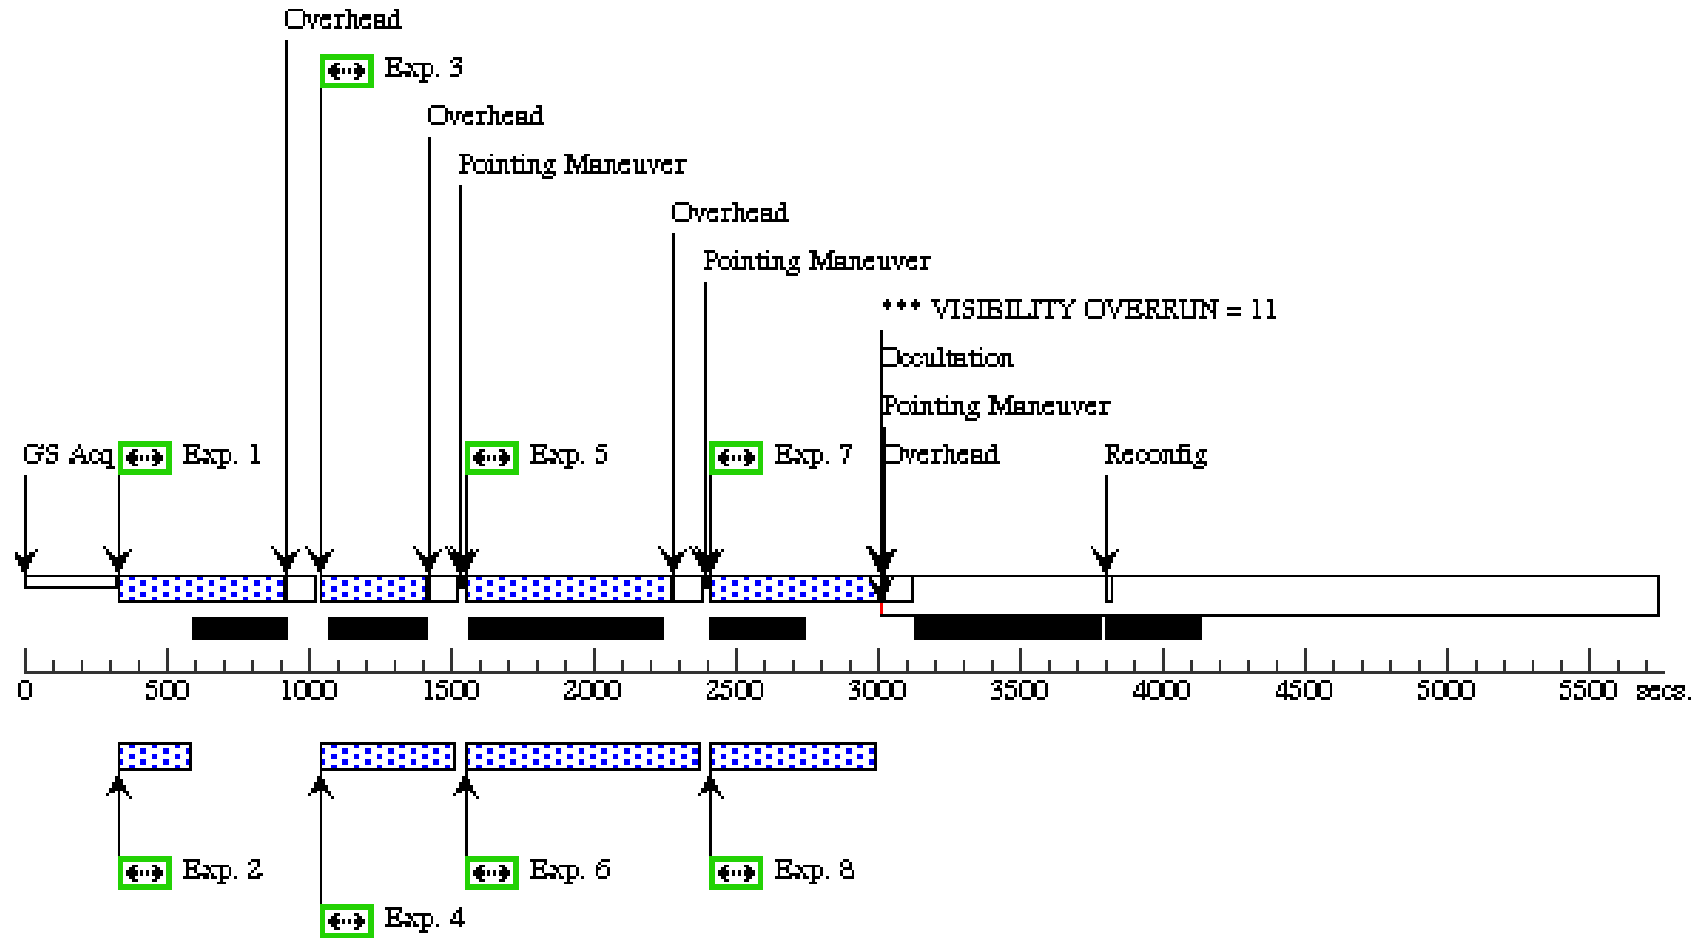 Overhead
Exp. 3
Overhead
Pointing Maneuver
Overhead
Pointing Maneuver
*** VISIBILITY OVERRUN = 11
Occultation
Pointing Maneuver
GS Acq Exp. 1 Exp. 5 Exp. 7 Overhead Reconfig
0 500 1000 1500 2000 2500 3000 3500 4000 4500 5000 5500 secs.
Exp. 2 Exp. 6 Exp. 8
Exp. 4